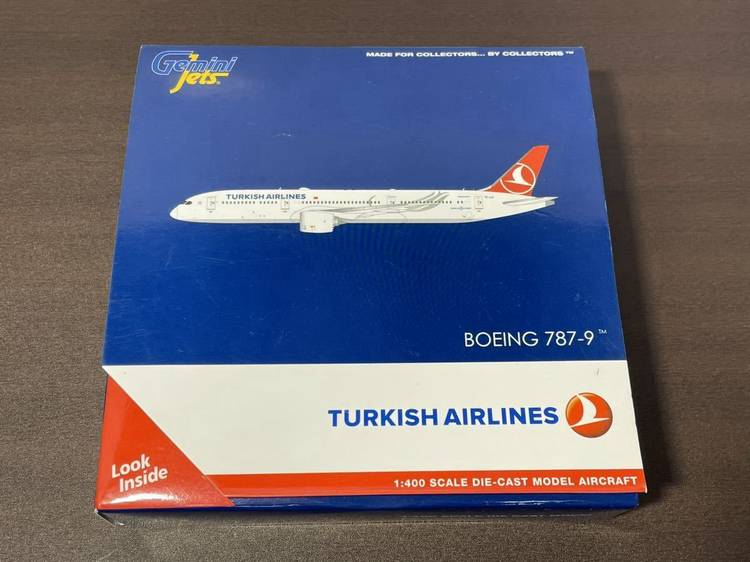 Gemini
Jets®
MADE FOR COLLECTORS... BY COLLECTORS™
TURKISH AIRLINES
BOEING 787-9™
TURKISH AIRLINES
Look
Inside
1:400 SCALE DIE-CAST MODEL AIRCRAFT